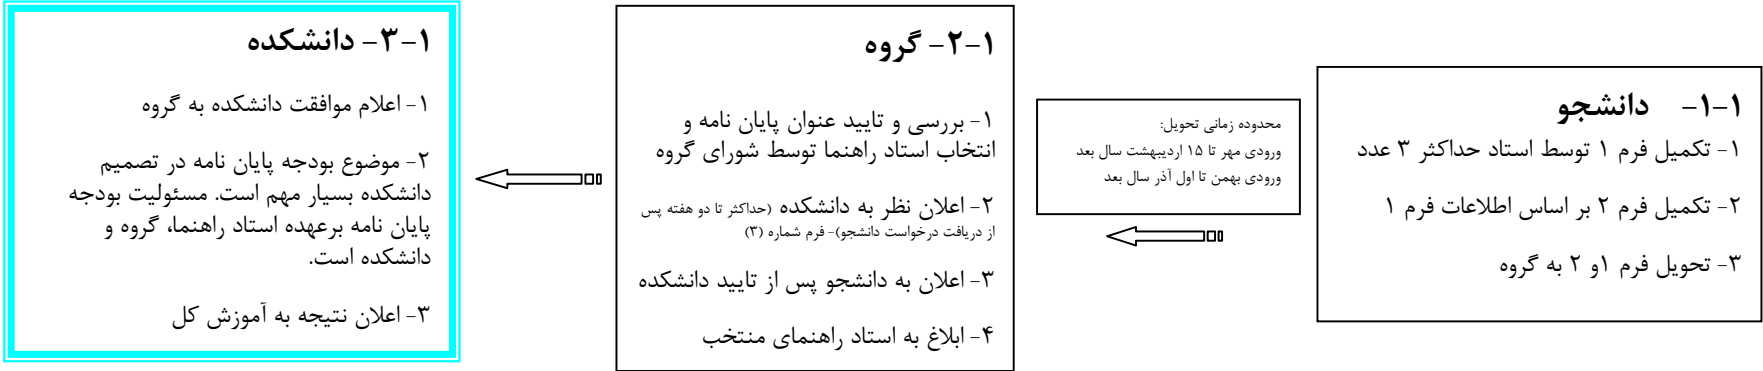 ۱-۱- دانشجو
۱- تکمیل فرم ۱ توسط استاد حداکثر ۳ عدد
۲- تکمیل فرم ۲ بر اساس اطلاعات فرم ۱
۳- تحویل فرم ۱و ۲ به گروه
محدوده زمانی تحویل:
ورودی مهر تا ۱۵ اردیبهشت سال بعد
ورودی بهمن تا اول آذر سال بعد
۱-۲- گروه
۱- بررسی و تایید عنوان پایان نامه و
انتخاب استاد راهنما توسط شورای گروه
۲- اعلان نظر به دانشکده (حداکثر تا دو هفته پس
از دریافت درخواست دانشجو)- فرم شماره (۳)
۳- اعلان به دانشجو پس از تایید دانشکده
۴- ابلاغ به استاد راهنمای منتخب
۱-۳- دانشکده
۱- اعلام موافقت دانشکده به گروه
۲- موضوع بودجه پایان نامه در تصمیم
دانشکده بسیار مهم است. مسئولیت بودجه
پایان نامه برعهده استاد راهنما، گروه و
دانشکده است.
۳- اعلان نتیجه به آموزش کل